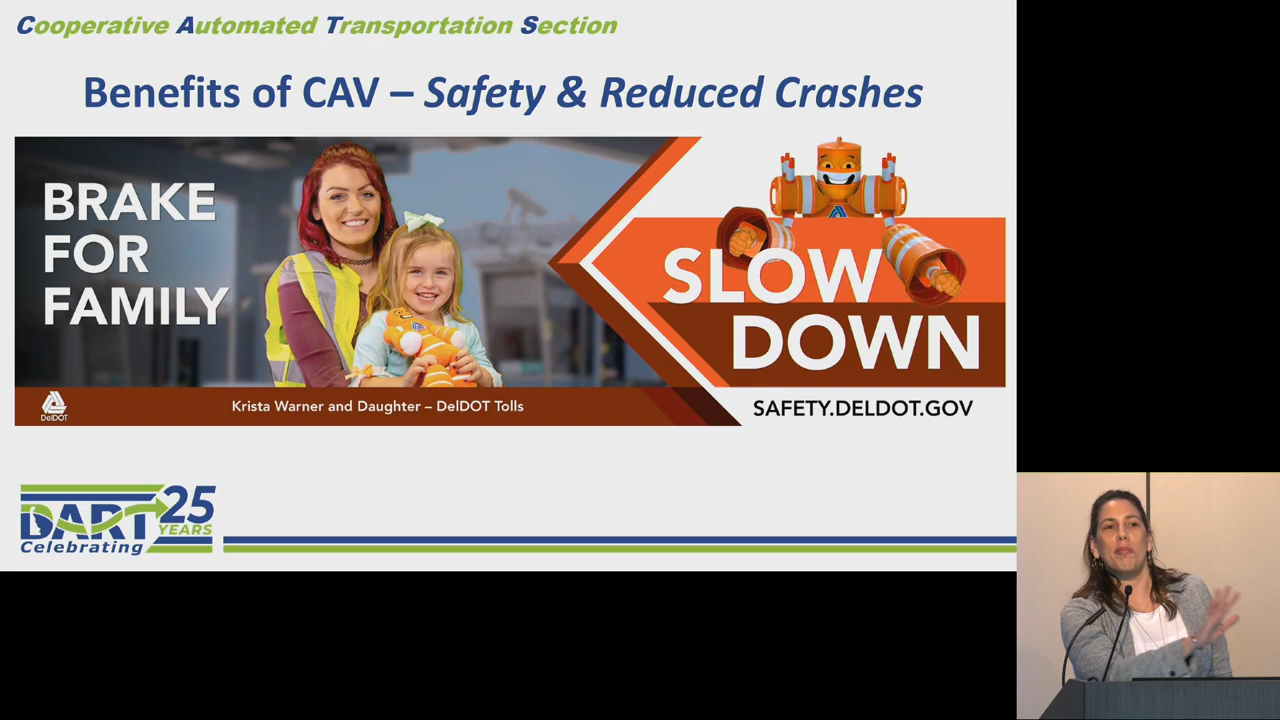 Cooperative Automated Transportation Section
Benefits of CAV – Safety & Reduced Crashes
BRAKE
FOR
FAMILY
SLOW
DOWN
DelDOT
Krista Warner and Daughter – DelDOT Tolls
SAFETY.DELDOT.GOV
DART 25
YEARS
Celebrating